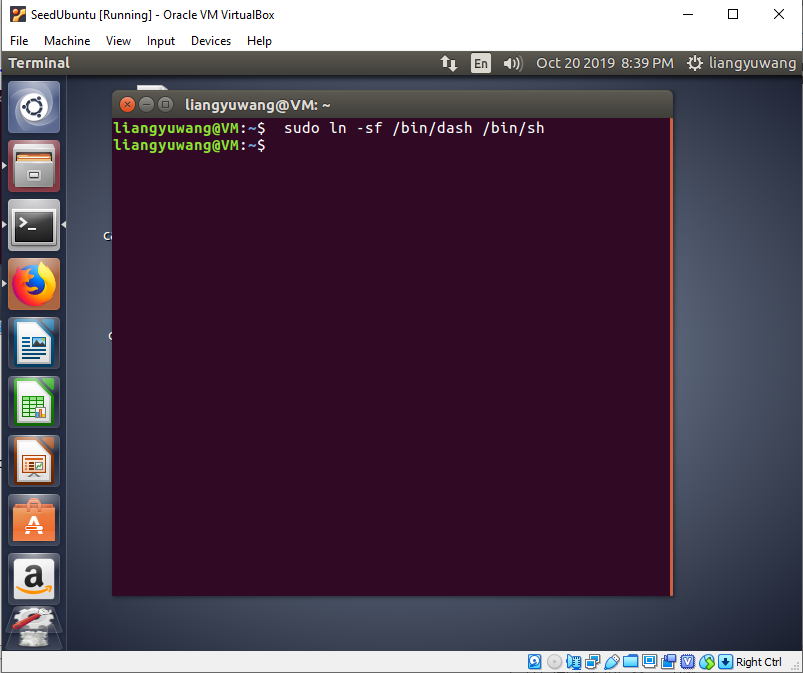 SeedUbuntu [Running] - Oracle VM VirtualBox
File Machine View Input Devices Help
Terminal En Oct 20 2019 8:39 PM liangyuwang
liangyuwang@VM: ~
liangyuwang@VM:~$  sudo ln -sf /bin/dash /bin/sh
liangyuwang@VM:~$
>_
A
a
V
Right Ctrl